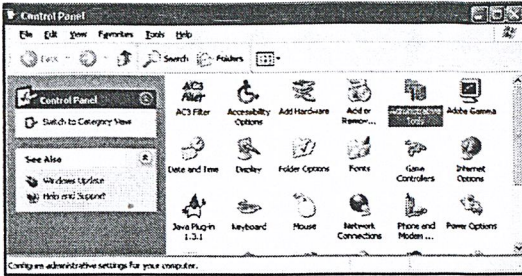 Control Panel
File Edit View Favorites Tools Help
Back Search Folders
Control Panel
Switch to Category View
See Also
Windows Update
Help and Support
AC3 Filter
Accessibility Options
Add Hardware
Add or Remov...
Administrative Tools
Adobe Gamma
Date and Time
Display
Folder Options
Fonts
Game Controllers
Internet Options
Java Plug-in 1.3.1
Keyboard
Mouse
Network Connections
Phone and Modem ...
Power Options
Configure administrative settings for your computer.